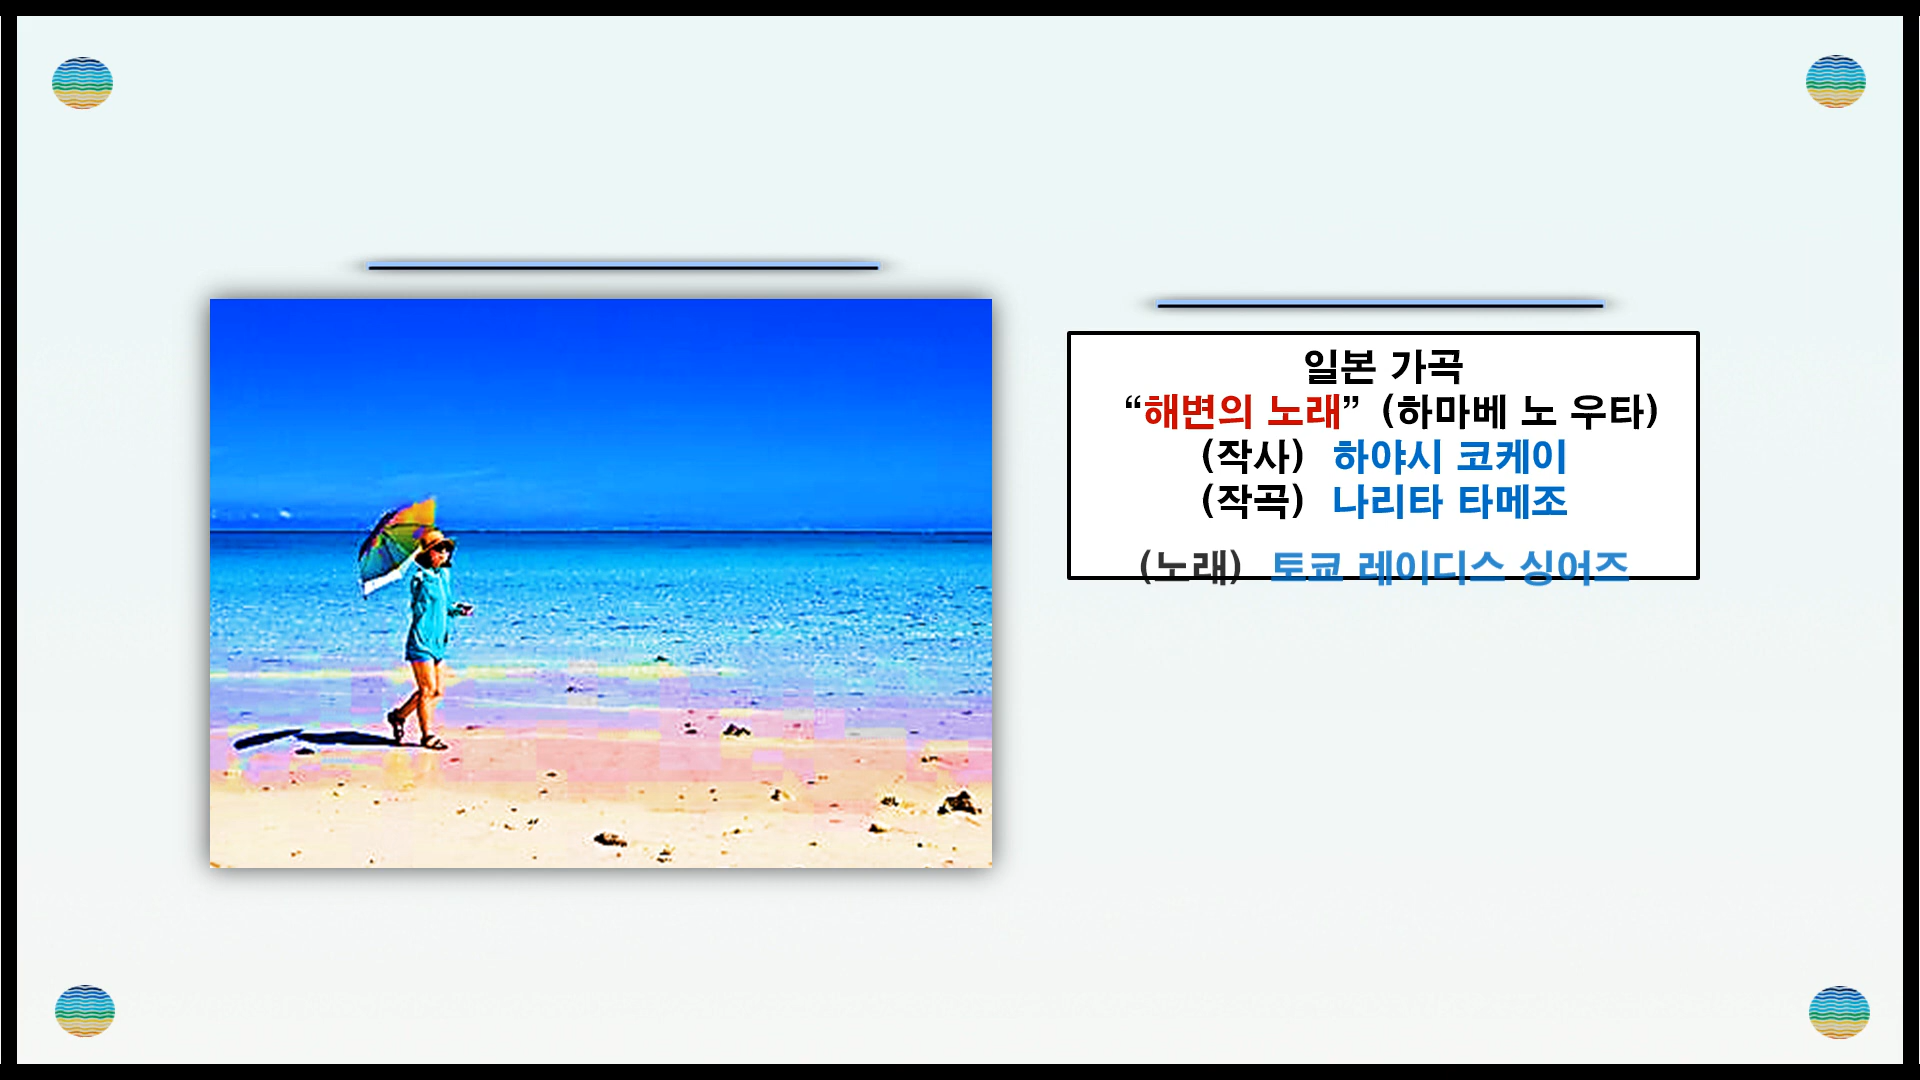 일본 가곡
“해변의 노래” (하마베 노 우타)
(작사) 하야시 코케이
(작곡) 나리타 타메조
(노래) 토쿄 레이디스 싱어즈